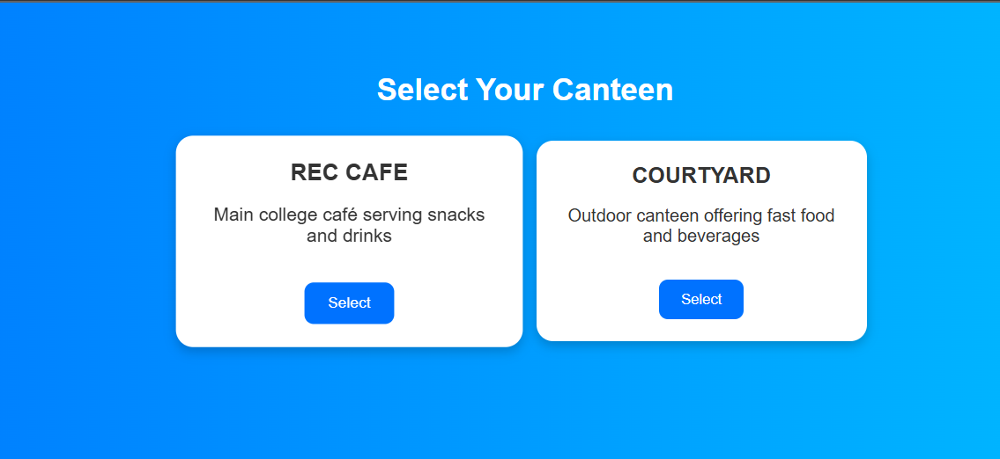 Select Your Canteen
REC CAFE
Main college café serving snacks
and drinks
Select
COURTYARD
Outdoor canteen offering fast food
and beverages
Select